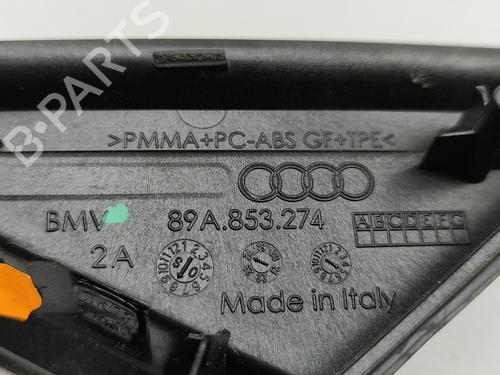 B-PARTS
>PMMA+PC-ABS GF+TPE<
BMV 89A.853.274
ABCDEFG
2A
Made in Italy